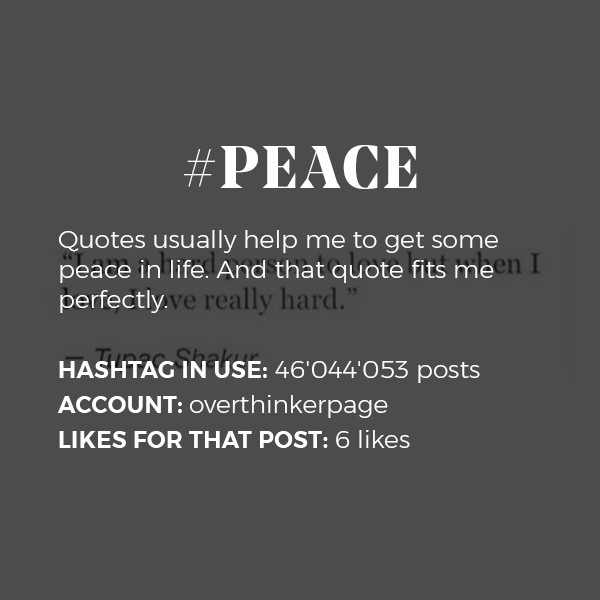 #PEACE
Quotes usually help me to get some
peace in life. And that quote fits me
perfectly.
“I am a hard person to love but when I
love, I love really hard.”
— Tupac Shakur
HASHTAG IN USE: 46'044'053 posts
ACCOUNT: overthinkerpage
LIKES FOR THAT POST: 6 likes